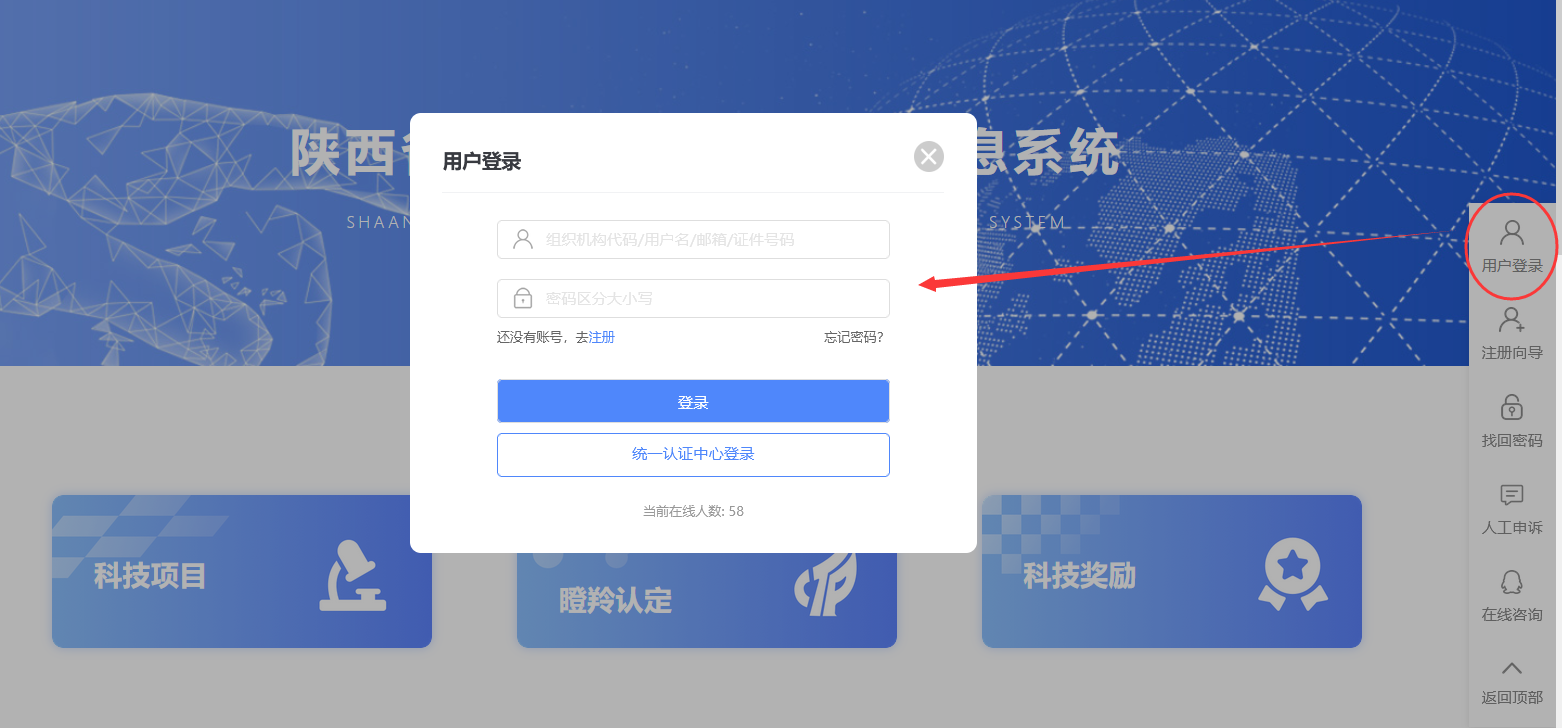 陕西
息系统
SHAAN
SYSTEM
用户登录
组织机构代码/用户名/邮箱/证件号码
密码区分大小写
还没有账号，去注册
忘记密码?
登录
统一认证中心登录
当前在线人数: 58
科技项目
瞪羚认定
科技奖励
用户登录
注册向导
找回密码
人工申诉
在线咨询
返回顶部